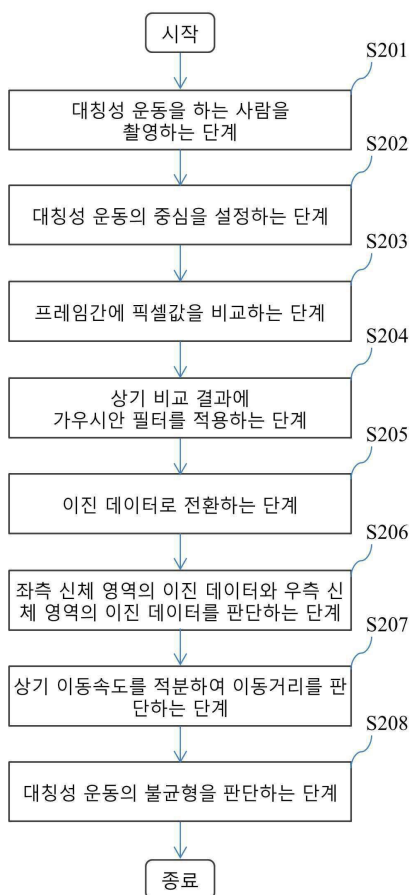 시작
S201
대칭성 운동을 하는 사람을
촬영하는 단계
S202
대칭성 운동의 중심을 설정하는 단계
S203
프레임간에 픽셀값을 비교하는 단계
S204
상기 비교 결과에
가우시안 필터를 적용하는 단계
S205
이진 데이터로 전환하는 단계
S206
좌측 신체 영역의 이진 데이터와 우측 신
체 영역의 이진 데이터를 판단하는 단계
S207
상기 이동속도를 적분하여 이동거리를 판
단하는 단계
S208
대칭성 운동의 불균형을 판단하는 단계
종료